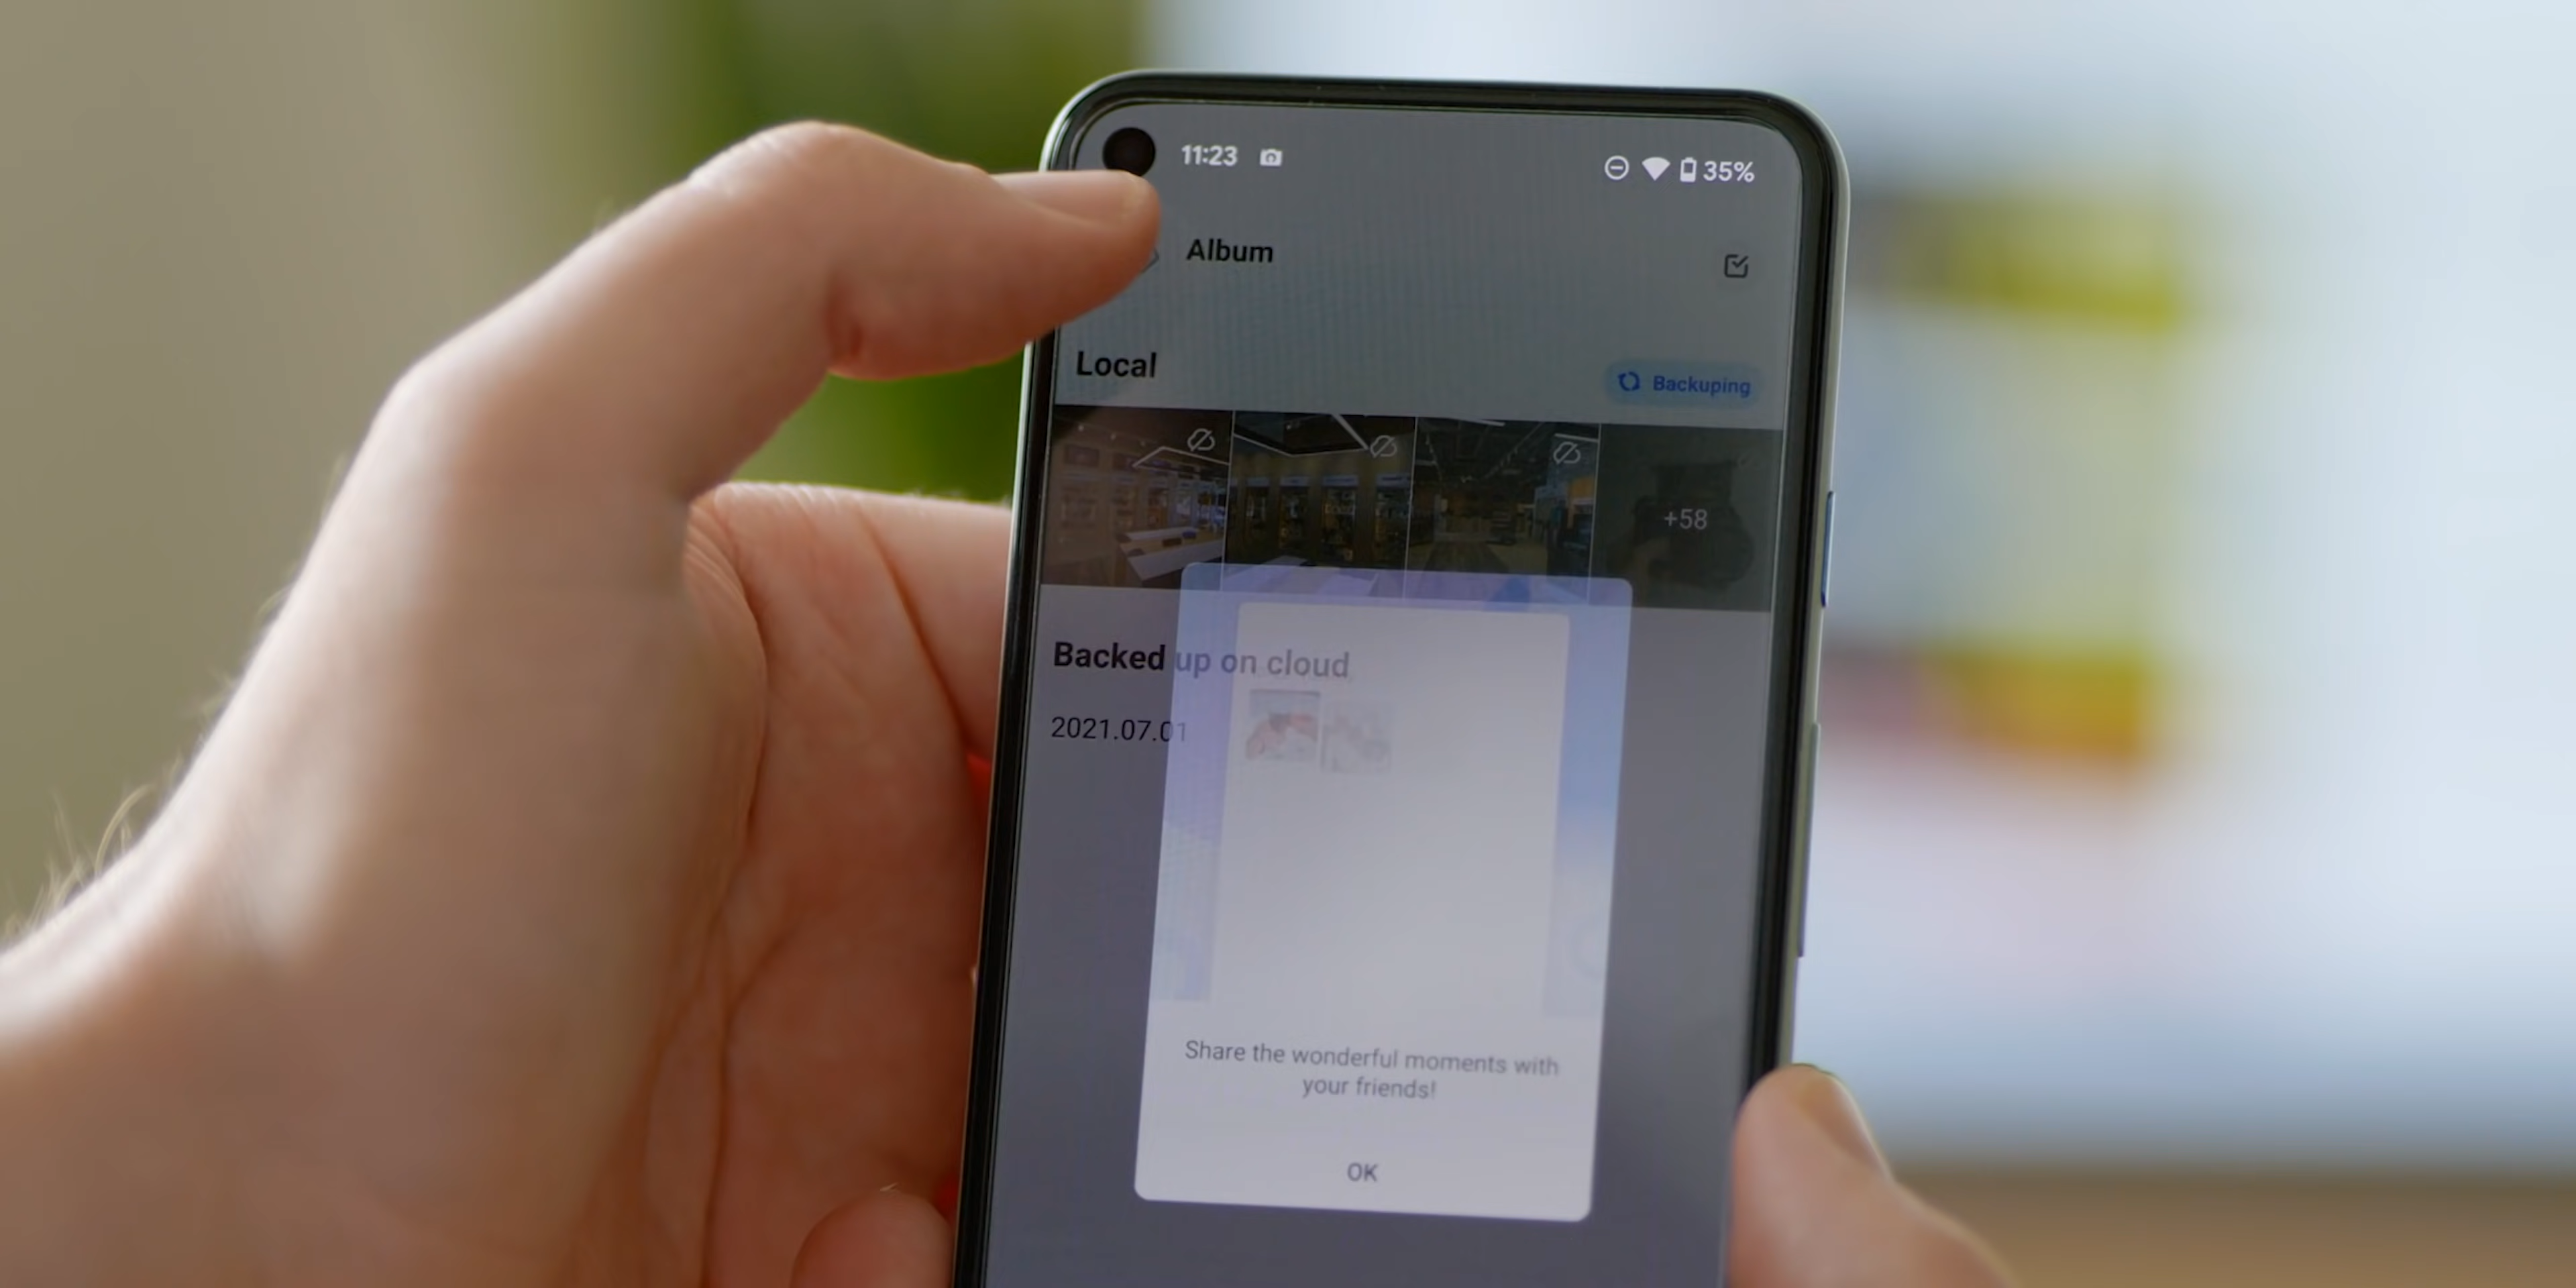 11:23
35%
Album
Local
Backuping
+58
Backed up on cloud
2021.07.01
Share the wonderful moments with
your friends!
OK